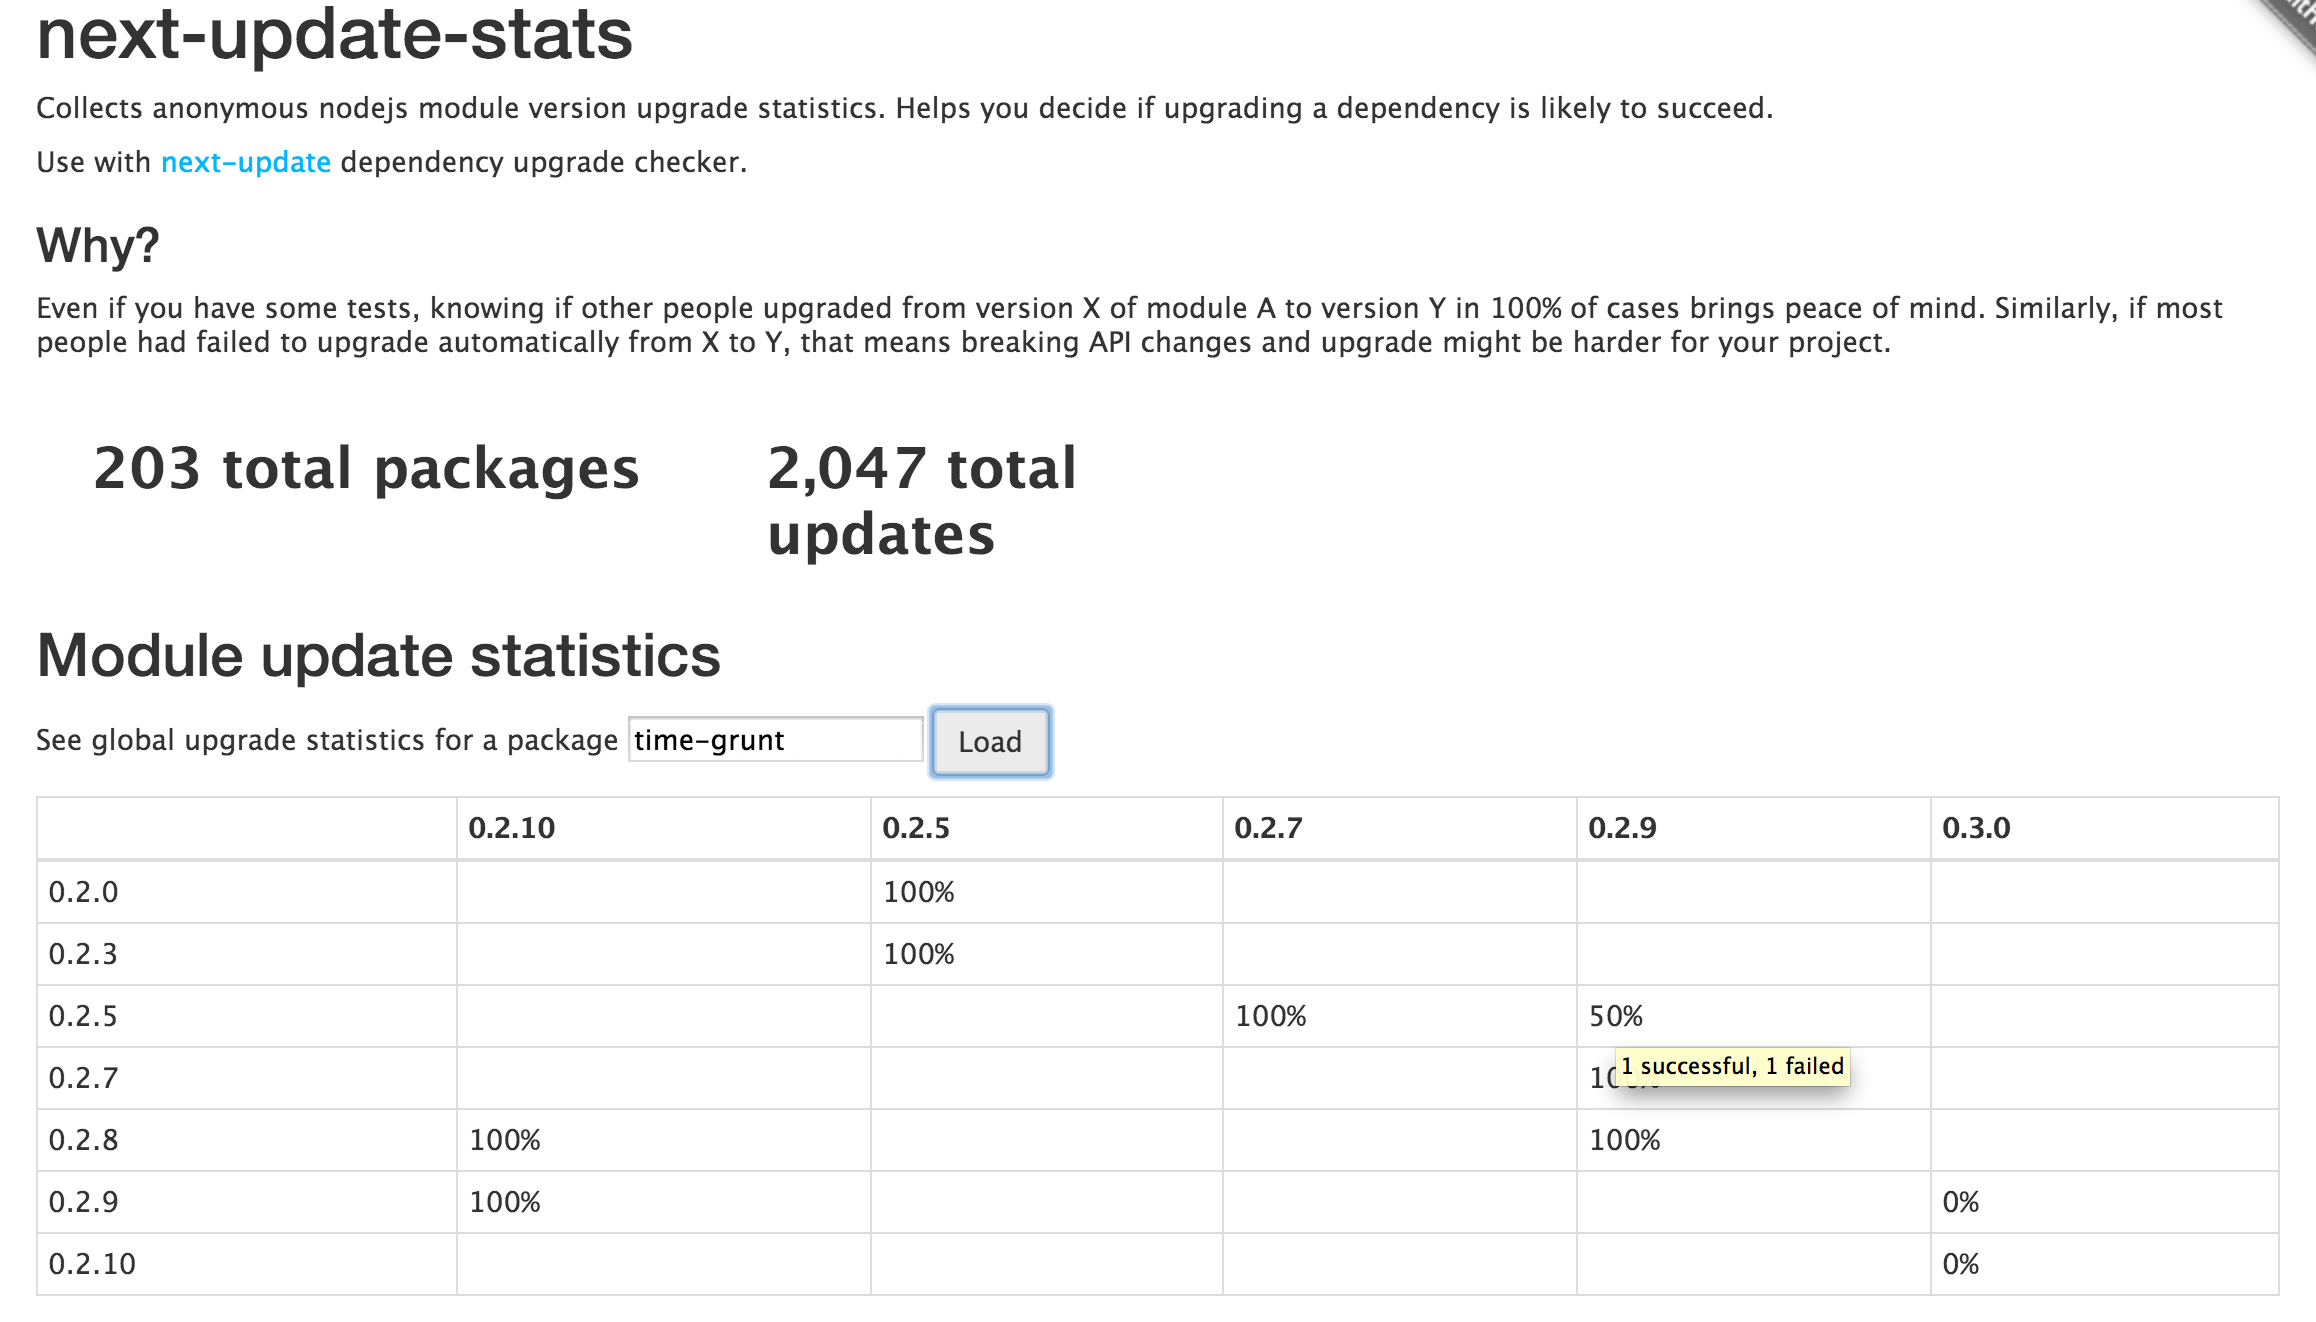 next-update-stats
Collects anonymous nodejs module version upgrade statistics. Helps you decide if upgrading a dependency is likely to succeed.
Use with next-update dependency upgrade checker.
Why?
Even if you have some tests, knowing if other people upgraded from version X of module A to version Y in 100% of cases brings peace of mind. Similarly, if most
people had failed to upgrade automatically from X to Y, that means breaking API changes and upgrade might be harder for your project.
203 total packages
2,047 total
updates
Module update statistics
See global upgrade statistics for a package time-grunt Load
0.2.10 0.2.5 0.2.7 0.2.9 0.3.0
0.2.0 100%
0.2.3 100%
0.2.5 100% 50%
1 successful, 1 failed
0.2.7
0.2.8 100% 100%
0.2.9 100% 0%
0.2.10 0%